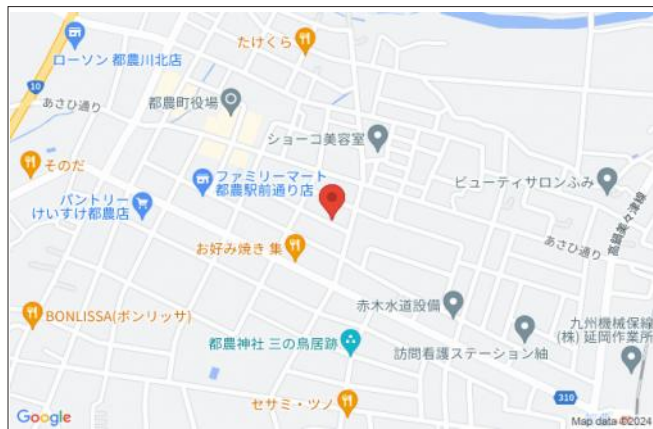 たけくら
ローソン 都農川北店
10
あさひ通り
都農町役場
ショーコ美容室
そのだ
ファミリーマート
都農駅前通り店
ビューティサロンふみ
パントリー
けいすけ都農店
高鍋美々津線
お好み焼き 集
あさひ通り
赤木水道設備
BONLISSA(ボンリッサ)
九州機械保線
(株) 延岡作業所
都農神社 三の鳥居跡
訪問看護ステーション紬
310
セサミ・ツノ
Google
Map data ©2024